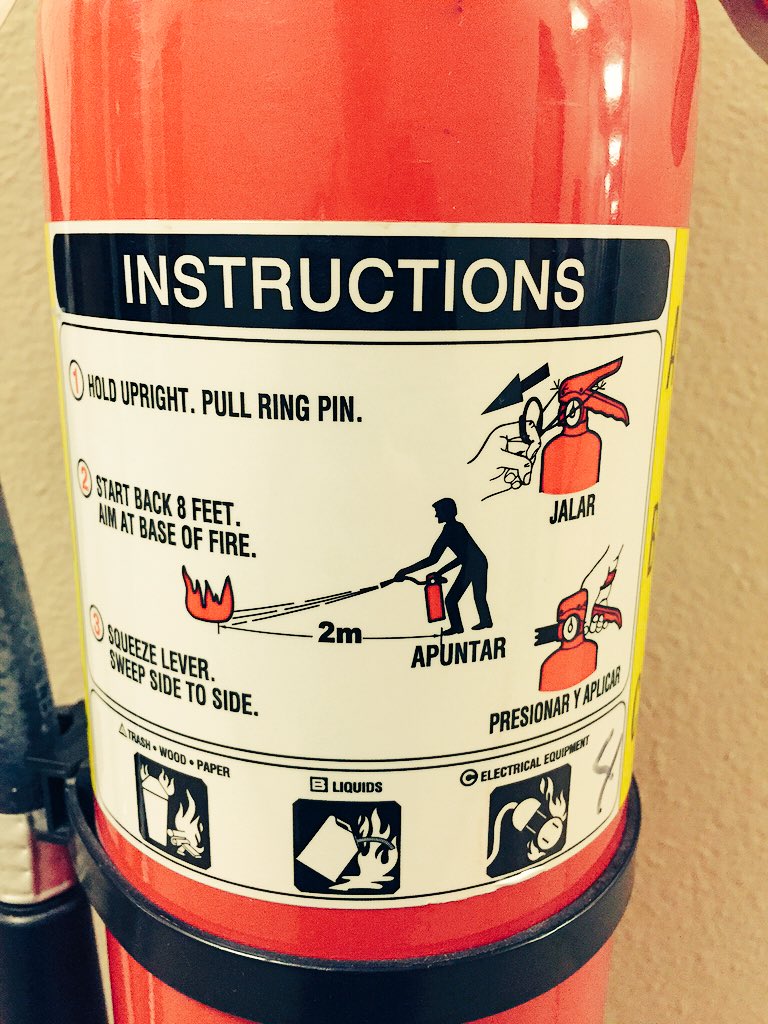 INSTRUCTIONS
1 HOLD UPRIGHT. PULL RING PIN.
JALAR
2 START BACK 8 FEET.
AIM AT BASE OF FIRE.
2m
APUNTAR
3 SQUEEZE LEVER.
SWEEP SIDE TO SIDE.
PRESIONAR Y APLICAR
A TRASH • WOOD • PAPER
B LIQUIDS
C ELECTRICAL EQUIPMENT